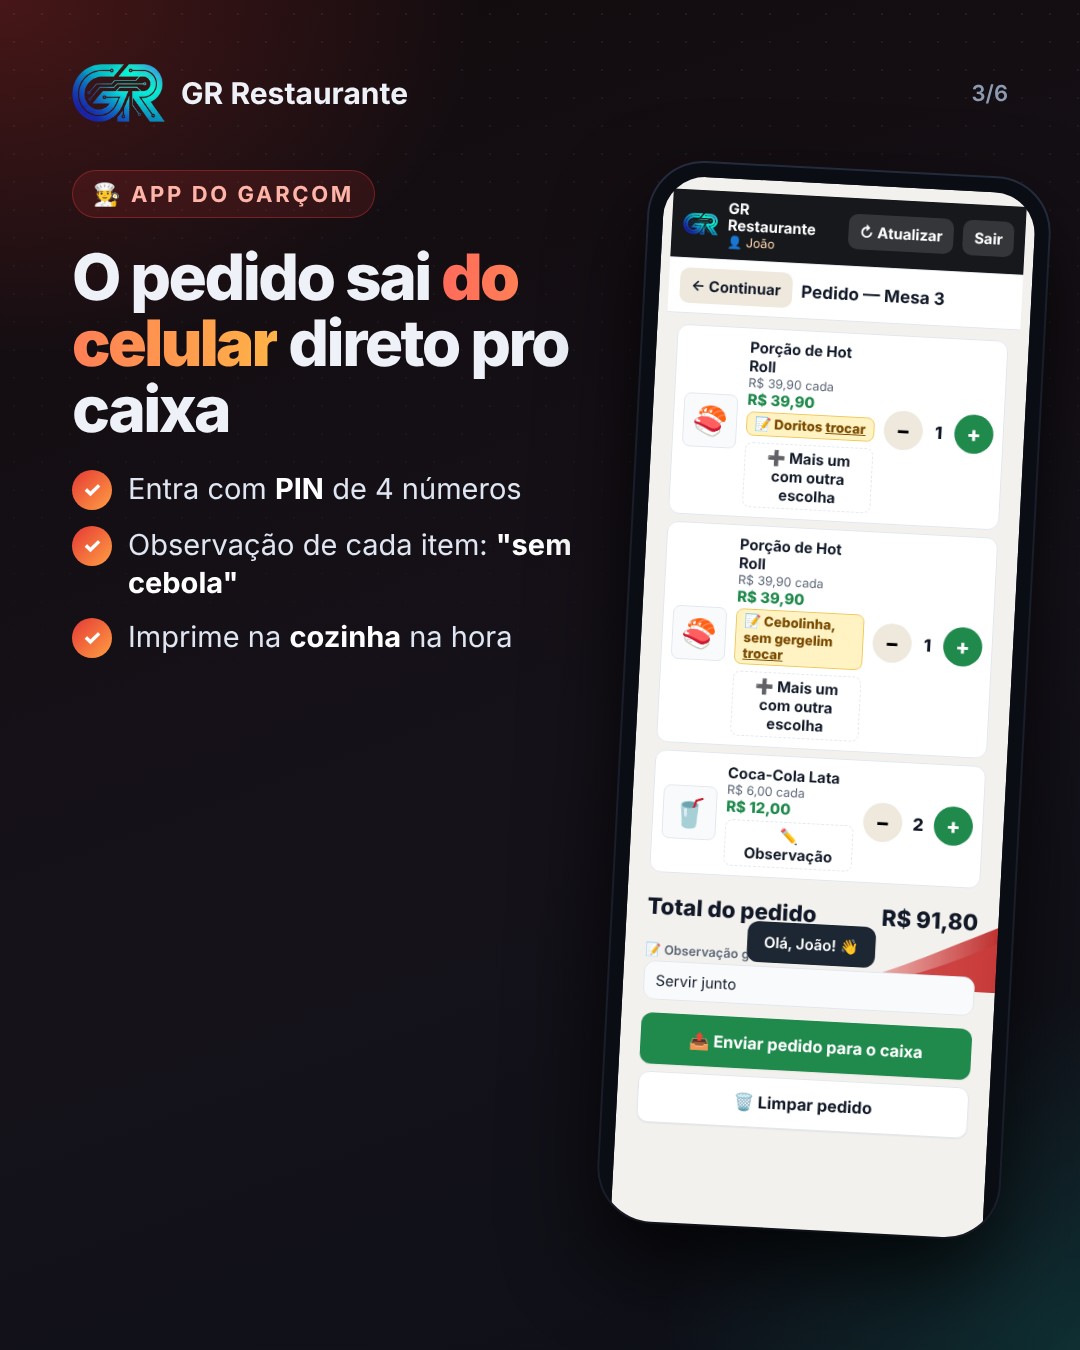 GR GR Restaurante
3/6
👨‍🍳 APP DO GARÇOM
O pedido sai do
celular direto pro
caixa
Entra com PIN de 4 números
Observação de cada item: "sem
cebola"
Imprime na cozinha na hora
GR
GR
Restaurante
👤 João
↻ Atualizar
Sair
← Continuar
Pedido — Mesa 3
Porção de Hot
Roll
R$ 39,90 cada
R$ 39,90
📝 Doritos trocar
➕ Mais um
com outra
escolha
− 1 +
Porção de Hot
Roll
R$ 39,90 cada
R$ 39,90
📝 Cebolinha,
sem gergelim
trocar
➕ Mais um
com outra
escolha
− 1 +
Coca-Cola Lata
R$ 6,00 cada
R$ 12,00
✏️
Observação
− 2 +
Total do pedido R$ 91,80
Olá, João! 👋
📝 Observação
Servir junto
📤 Enviar pedido para o caixa
🗑️ Limpar pedido